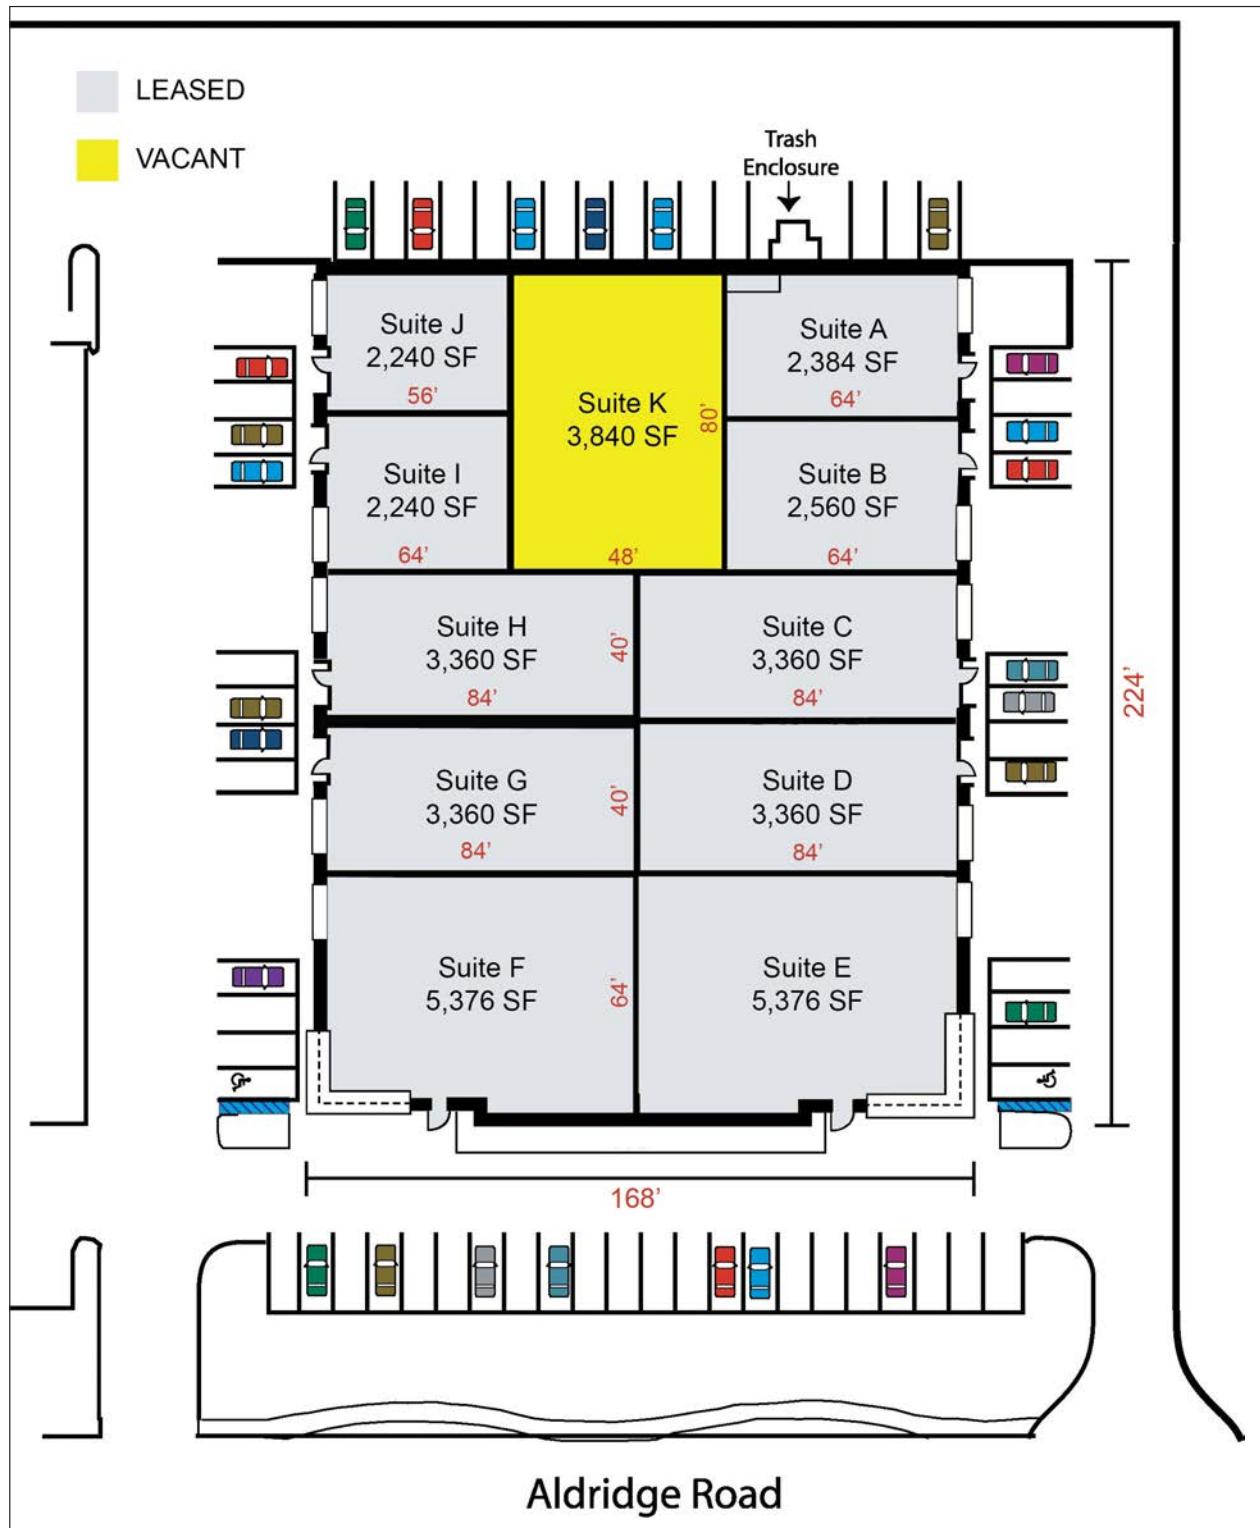 LEASED
VACANT
Trash
Enclosure
Suite J
2,240 SF
56’
Suite K
3,840 SF
80’
48’
Suite A
2,384 SF
64’
Suite I
2,240 SF
64’
Suite B
2,560 SF
64’
Suite H
3,360 SF
84’
40’
Suite C
3,360 SF
84’
224’
Suite G
3,360 SF
84’
40’
Suite D
3,360 SF
84’
Suite F
5,376 SF
64’
Suite E
5,376 SF
168’
Aldridge Road